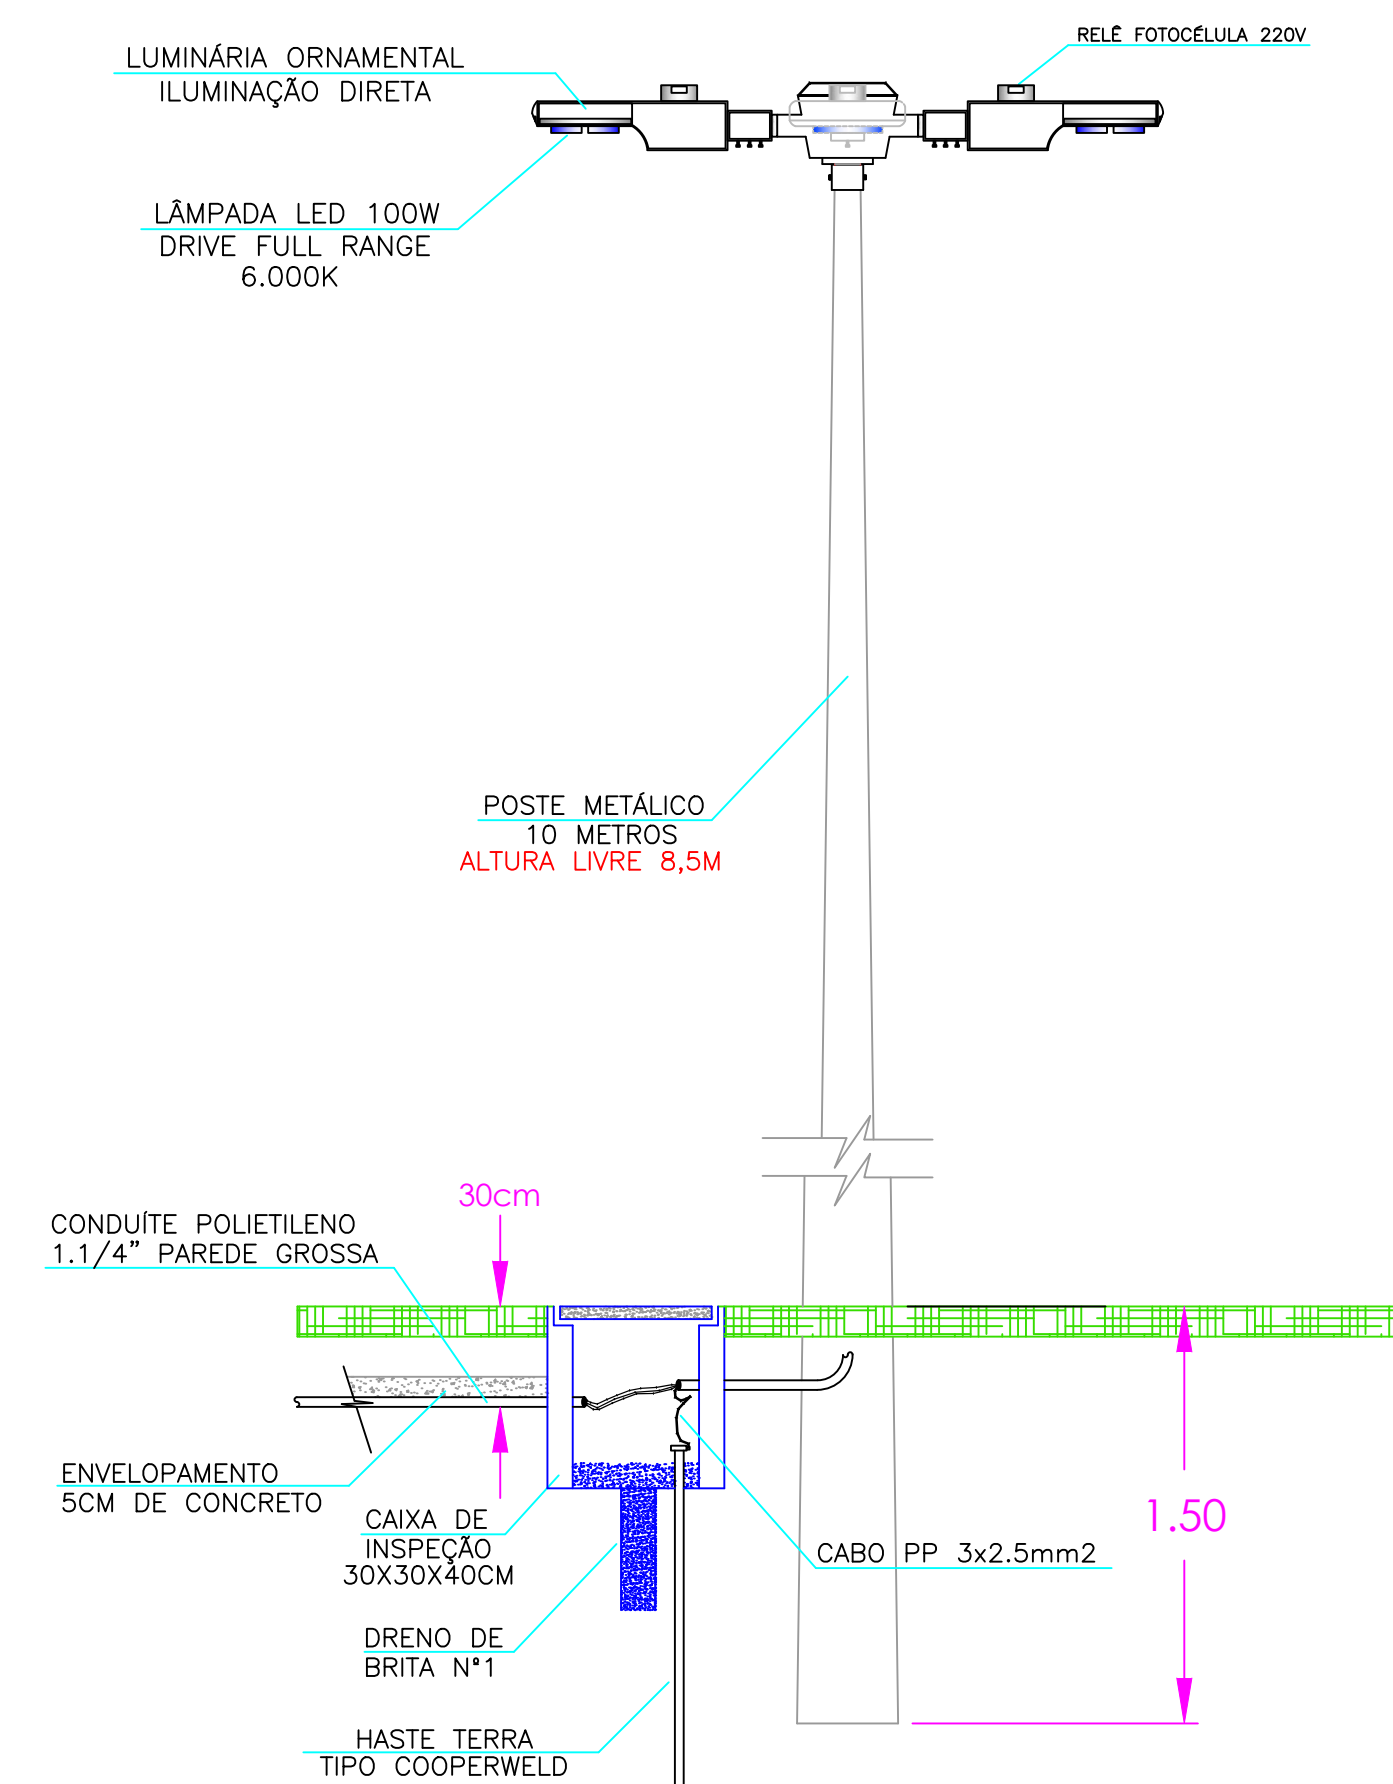 RELÊ FOTOCÉLULA 220V
LUMINÁRIA ORNAMENTAL
ILUMINAÇÃO DIRETA
LÂMPADA LED 100W
DRIVE FULL RANGE
6.000K
POSTE METÁLICO
10 METROS
ALTURA LIVRE 8,5M
30cm
CONDUÍTE POLIETILENO
1.1/4” PAREDE GROSSA
ENVELOPAMENTO
5CM DE CONCRETO
CAIXA DE
INSPEÇÃO
30X30X40CM
1.50
CABO PP 3x2.5mm2
DRENO DE
BRITA Nº1
HASTE TERRA
TIPO COOPERWELD